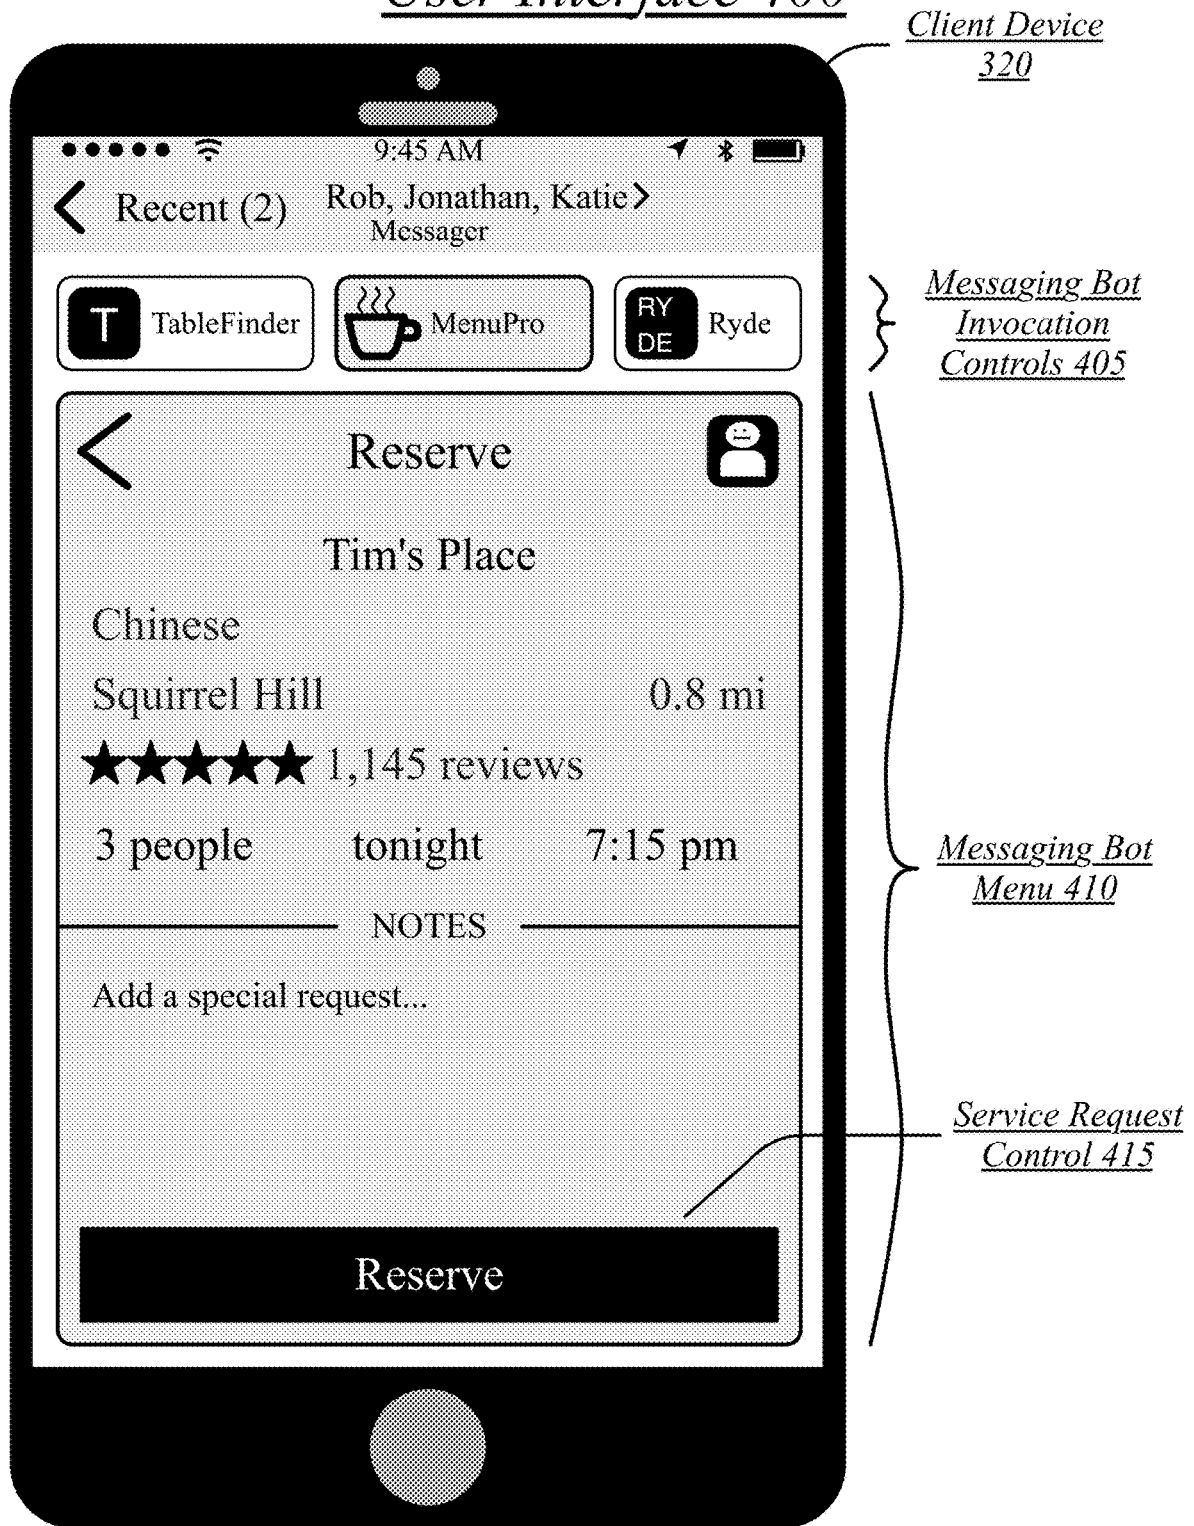 User Interface 400
Client Device
320
9:45 AM
Recent (2)
Rob, Jonathan, Katie
Messager
T TableFinder
MenuPro
RY
DE
Ryde
Messaging Bot
Invocation
Controls 405
Reserve
Tim's Place
Chinese
Squirrel Hill 0.8 mi
1,145 reviews
3 people tonight 7:15 pm
Messaging Bot
Menu 410
NOTES
Add a special request...
Service Request
Control 415
Reserve